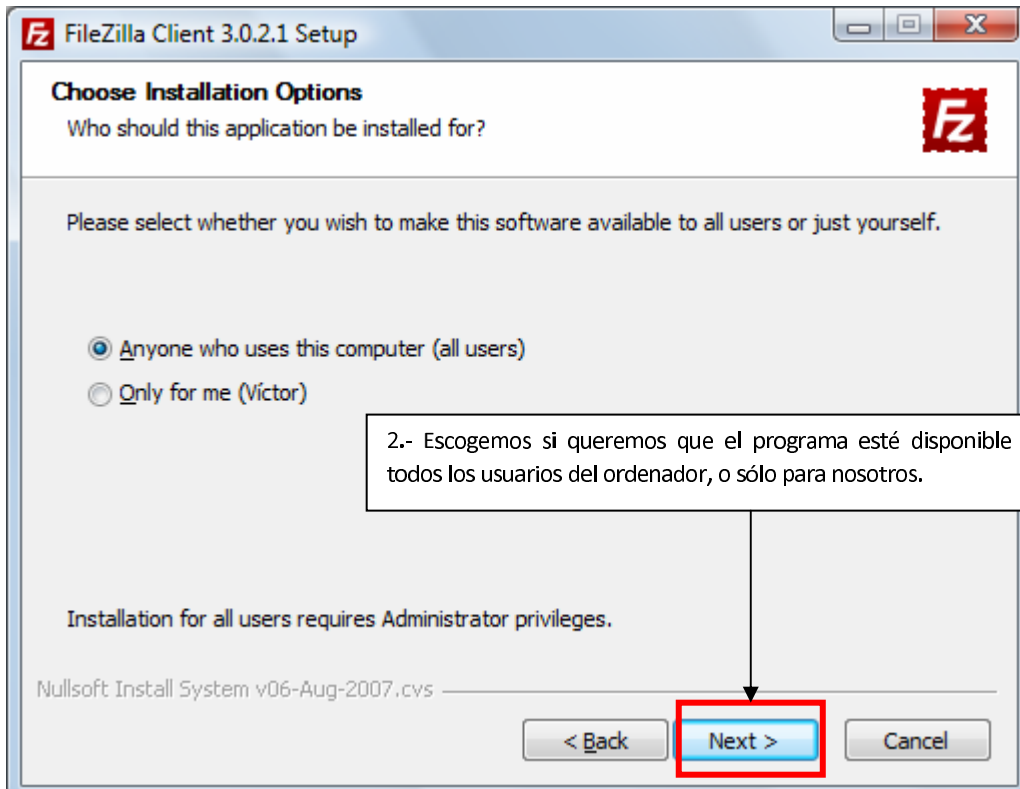 FileZilla Client 3.0.2.1 Setup
Choose Installation Options
Who should this application be installed for?
Fz
Please select whether you wish to make this software available to all users or just yourself.
Anyone who uses this computer (all users)
Only for me (Víctor)
2.- Escogemos si queremos que el programa esté disponible
todos los usuarios del ordenador, o sólo para nosotros.
Installation for all users requires Administrator privileges.
Nullsoft Install System v06-Aug-2007.cvs
< Back
Next >
Cancel